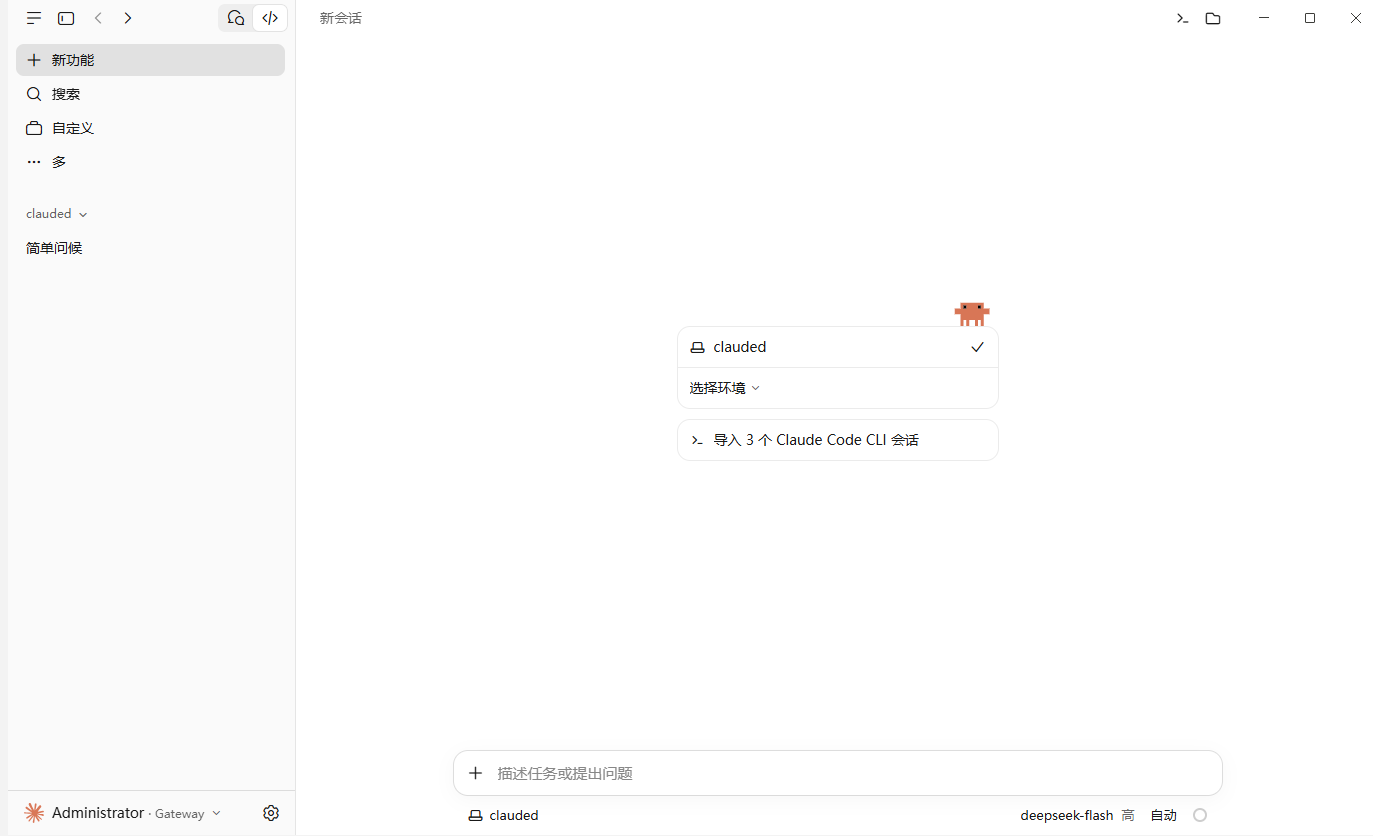 新会话
新功能
搜索
自定义
多
clauded
简单问候
clauded
选择环境
导入 3 个 Claude Code CLI 会话
描述任务或提出问题
Administrator · Gateway
clauded
deepseek-flash 高 自动